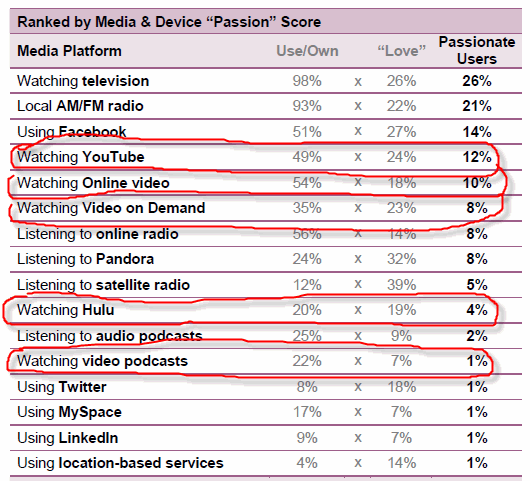 Ranked by Media & Device “Passion” Score
Media Platform Use/Own “Love” Passionate Users
Watching television 98% x 26% 26%
Local AM/FM radio 93% x 22% 21%
Using Facebook 51% x 27% 14%
Watching YouTube 49% x 24% 12%
Watching Online video 54% x 18% 10%
Watching Video on Demand 35% x 23% 8%
Listening to online radio 56% x 14% 8%
Listening to Pandora 24% x 32% 8%
Listening to satellite radio 12% x 39% 5%
Watching Hulu 20% x 19% 4%
Listening to audio podcasts 25% x 9% 2%
Watching video podcasts 22% x 7% 1%
Using Twitter 8% x 18% 1%
Using MySpace 17% x 7% 1%
Using LinkedIn 9% x 7% 1%
Using location-based services 4% x 14% 1%